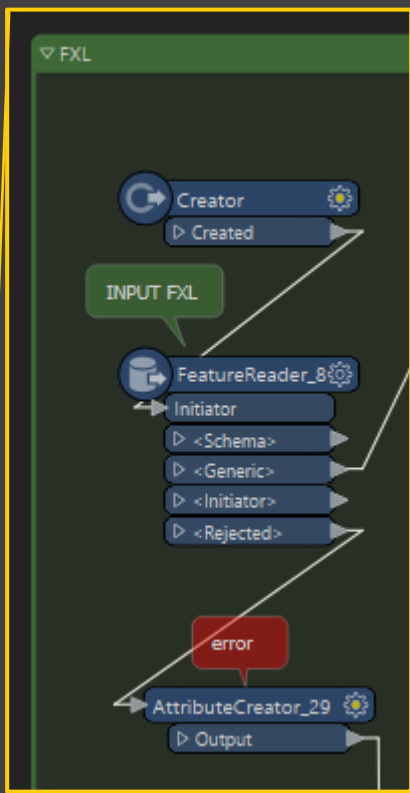 FXL
Creator
Created
INPUT FXL
FeatureReader_8
Initiator
<Schema>
<Generic>
<Initiator>
<Rejected>
error
AttributeCreator_29
Output